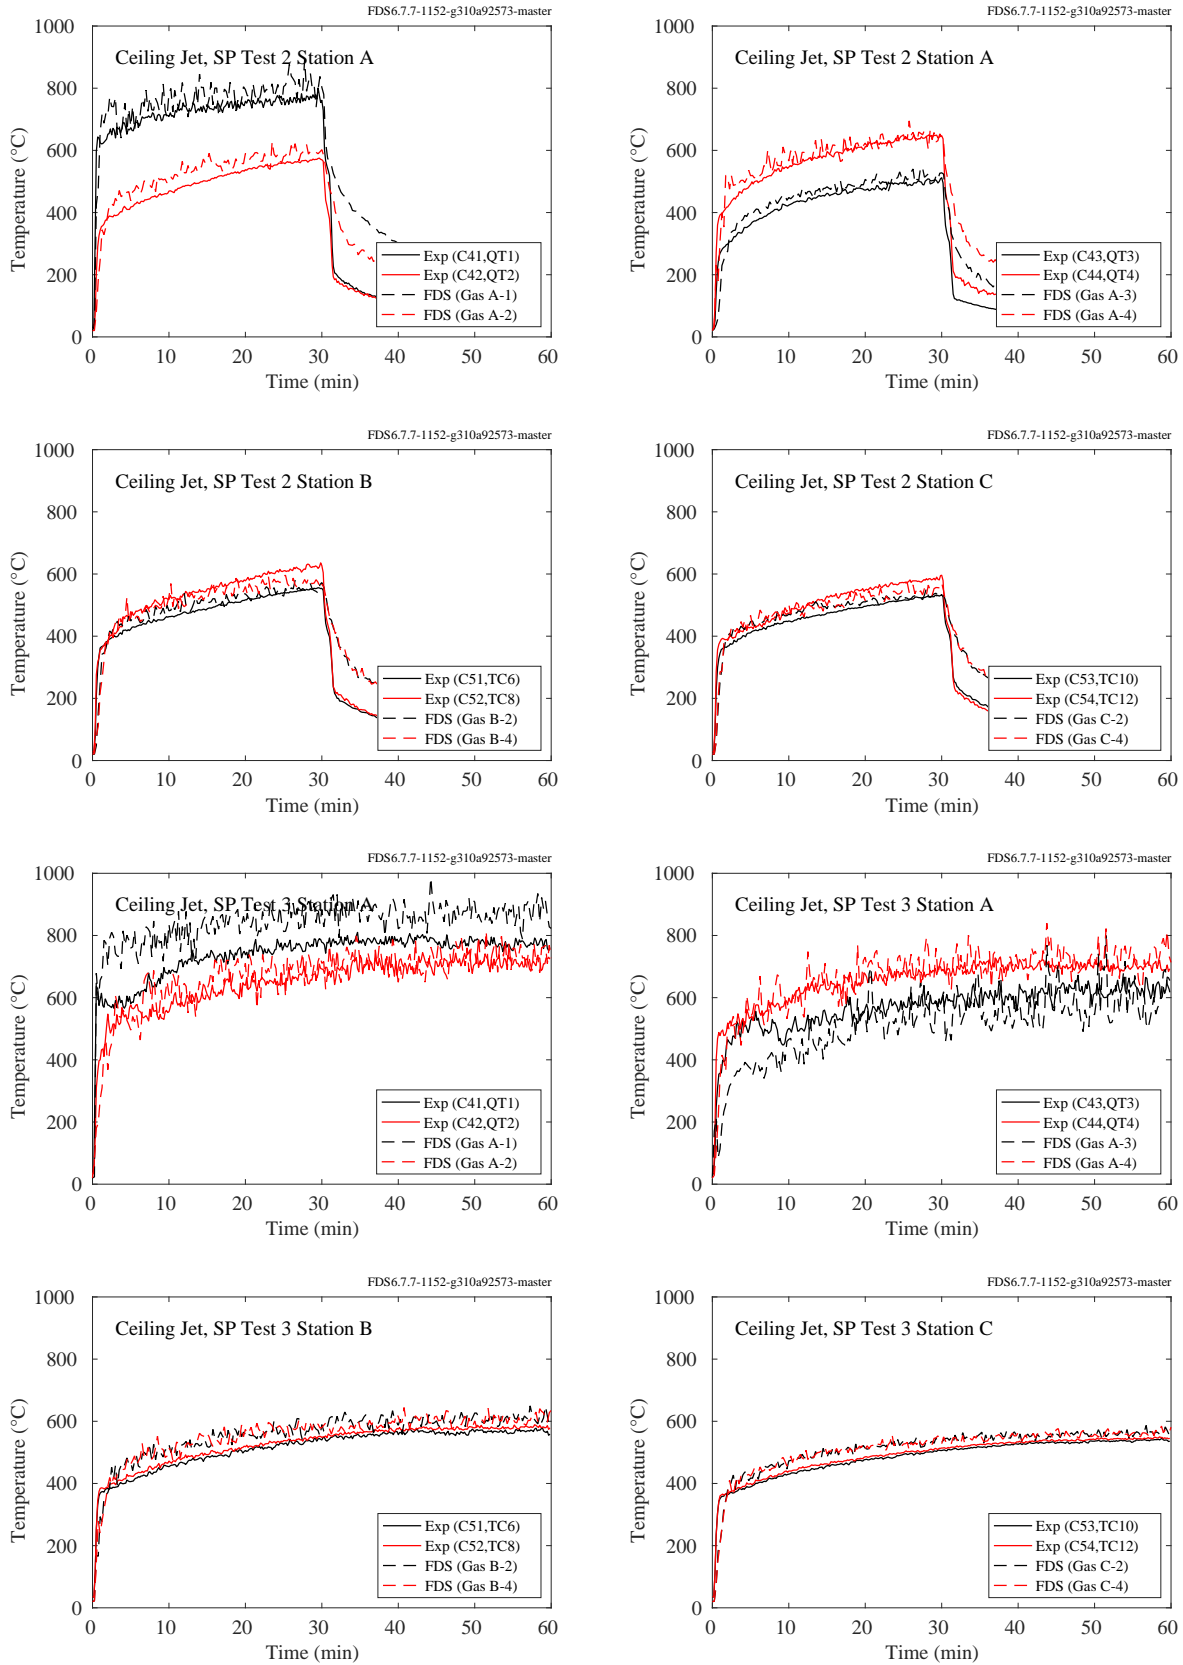 FDS6.7.7-1152-g310a92573-master
Ceiling Jet, SP Test 2 Station A
1000
800
600
400
200
0
Temperature (°C)
Exp (C41,QT1)
Exp (C42,QT2)
FDS (Gas A-1)
FDS (Gas A-2)
0 10 20 30 40 50 60
Time (min)
FDS6.7.7-1152-g310a92573-master
Ceiling Jet, SP Test 2 Station A
1000
800
600
400
200
0
Temperature (°C)
Exp (C43,QT3)
Exp (C44,QT4)
FDS (Gas A-3)
FDS (Gas A-4)
0 10 20 30 40 50 60
Time (min)
FDS6.7.7-1152-g310a92573-master
Ceiling Jet, SP Test 2 Station B
1000
800
600
400
200
0
Temperature (°C)
Exp (C51,TC6)
Exp (C52,TC8)
FDS (Gas B-2)
FDS (Gas B-4)
0 10 20 30 40 50 60
Time (min)
FDS6.7.7-1152-g310a92573-master
Ceiling Jet, SP Test 2 Station C
1000
800
600
400
200
0
Temperature (°C)
Exp (C53,TC10)
Exp (C54,TC12)
FDS (Gas C-2)
FDS (Gas C-4)
0 10 20 30 40 50 60
Time (min)
FDS6.7.7-1152-g310a92573-master
Ceiling Jet, SP Test 3 Station A
1000
800
600
400
200
0
Temperature (°C)
Exp (C41,QT1)
Exp (C42,QT2)
FDS (Gas A-1)
FDS (Gas A-2)
0 10 20 30 40 50 60
Time (min)
FDS6.7.7-1152-g310a92573-master
Ceiling Jet, SP Test 3 Station A
1000
800
600
400
200
0
Temperature (°C)
Exp (C43,QT3)
Exp (C44,QT4)
FDS (Gas A-3)
FDS (Gas A-4)
0 10 20 30 40 50 60
Time (min)
FDS6.7.7-1152-g310a92573-master
Ceiling Jet, SP Test 3 Station B
1000
800
600
400
200
0
Temperature (°C)
Exp (C51,TC6)
Exp (C52,TC8)
FDS (Gas B-2)
FDS (Gas B-4)
0 10 20 30 40 50 60
Time (min)
FDS6.7.7-1152-g310a92573-master
Ceiling Jet, SP Test 3 Station C
1000
800
600
400
200
0
Temperature (°C)
Exp (C53,TC10)
Exp (C54,TC12)
FDS (Gas C-2)
FDS (Gas C-4)
0 10 20 30 40 50 60
Time (min)